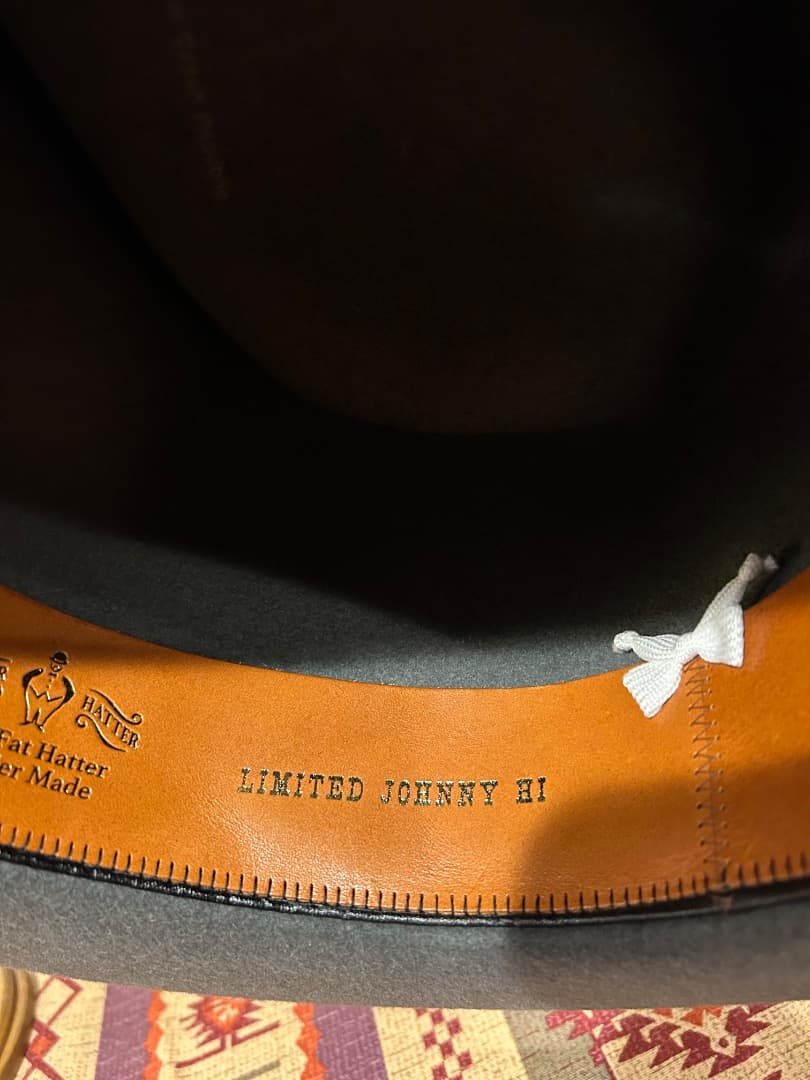 HATTER
Fat Hatter
er Made
LIMITED JOHNNY HI